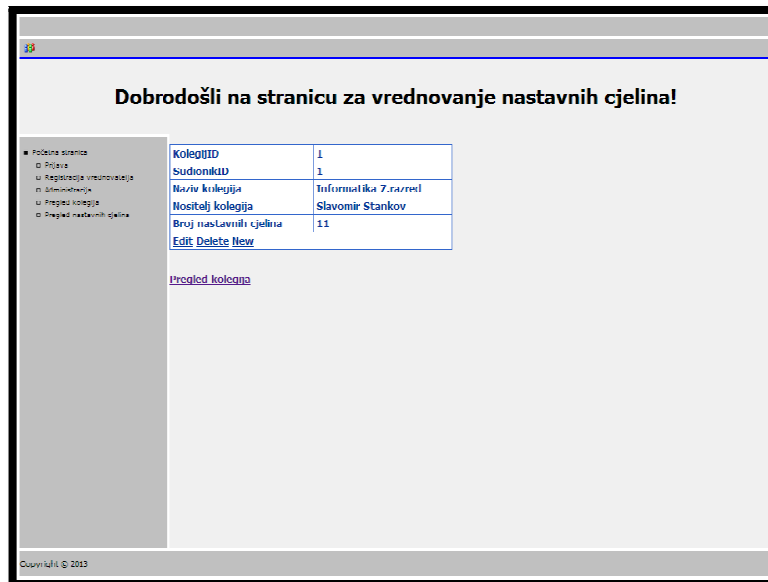 Dobrodošli na stranicu za vrednovanje nastavnih cjelina!
Početna stranica
Prijava
Registracija vrednovatelja
Administracija
Pregled kolegija
Pregled nastavnih cjelina
KolegijID 1
SudionikID 1
Naziv kolegija Informatika 7.razred
Nositelj kolegija Slavomir Stankov
Broj nastavnih cjelina 11
Edit Delete New
Pregled kolegija
Copyright © 2013